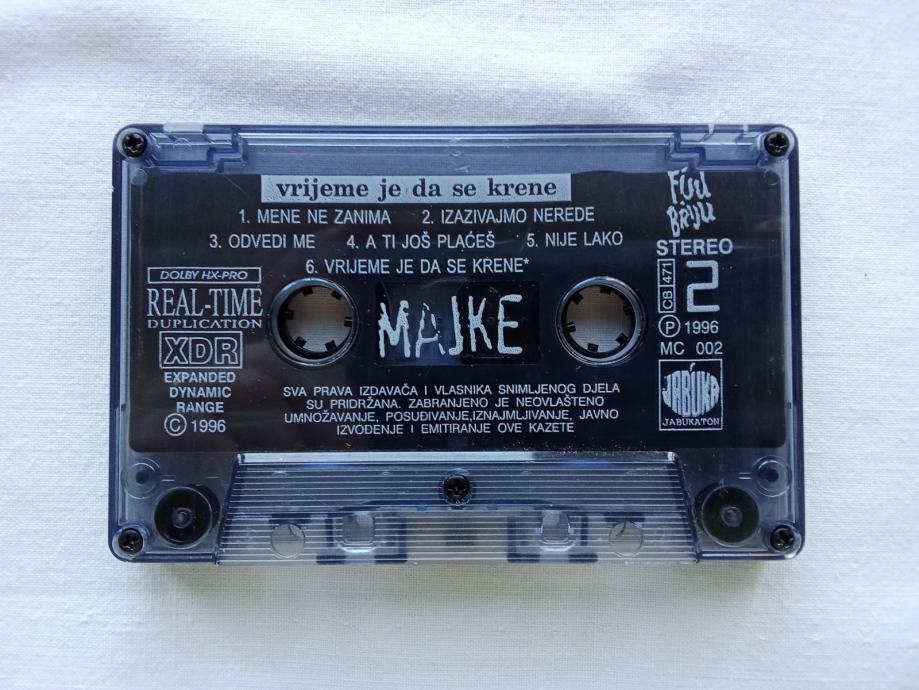 vrijeme je da se krene
1. MENE NE ZANIMA 2. IZAZIVAJMO NEREDE
3. ODVEDI ME 4. A TI JOŠ PLAĆEŠ 5. NIJE LAKO
6. VRIJEME JE DA SE KRENE*
DOLBY HX-PRO
REAL-TIME
DUPLICATION
XDR
EXPANDED
DYNAMIC
RANGE
© 1996
MAJKE
FIJU
BRIJU
STEREO
CB 471
2
Ⓟ 1996
MC 002
JABUKA
JABUKATON
SVA PRAVA IZDAVAČA I VLASNIKA SNIMLJENOG DJELA
SU PRIDRŽANA. ZABRANJENO JE NEOVLAŠTENO
UMNOŽAVANJE, POSUĐIVANJE,IZNAJMLJIVANJE, JAVNO
IZVOĐENJE I EMITIRANJE OVE KAZETE